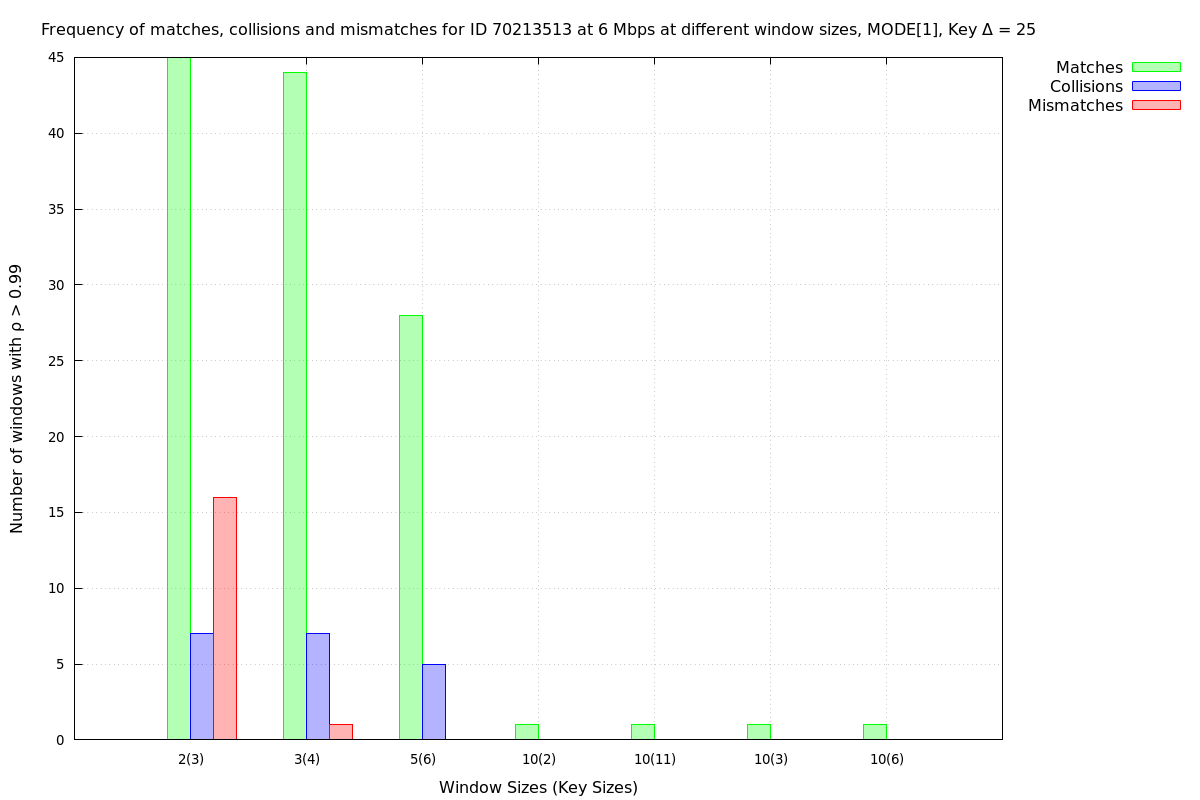 Frequency of matches, collisions and mismatches for ID 70213513 at 6 Mbps at different window sizes, MODE[1], Key Δ = 25
Matches
Collisions
Mismatches
Number of windows with ρ > 0.99
45
40
35
30
25
20
15
10
5
0
2(3) 3(4) 5(6) 10(2) 10(11) 10(3) 10(6)
Window Sizes (Key Sizes)